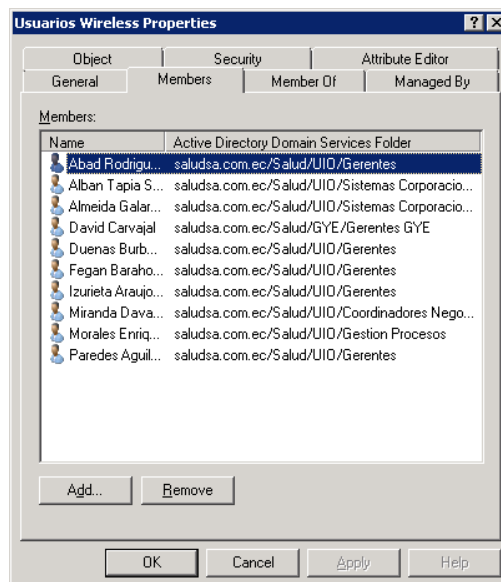 Usuarios Wireless Properties
Object Security Attribute Editor
General Members Member Of Managed By
Members:
Name Active Directory Domain Services Folder
Abad Rodrigu... saludsa.com.ec/Salud/UIO/Gerentes
Alban Tapia S... saludsa.com.ec/Salud/UIO/Sistemas Corporacio...
Almeida Galar... saludsa.com.ec/Salud/UIO/Sistemas Corporacio...
David Carvajal saludsa.com.ec/Salud/GYE/Gerentes GYE
Duenas Burb... saludsa.com.ec/Salud/UIO/Gerentes
Fegan Baraho... saludsa.com.ec/Salud/UIO/Gerentes
Izurieta Araujo... saludsa.com.ec/Salud/UIO/Gerentes
Miranda Dava... saludsa.com.ec/Salud/UIO/Coordinadores Nego...
Morales Enriq... saludsa.com.ec/Salud/UIO/Gestion Procesos
Paredes Aguil... saludsa.com.ec/Salud/UIO/Gerentes
Add... Remove
OK Cancel Apply Help